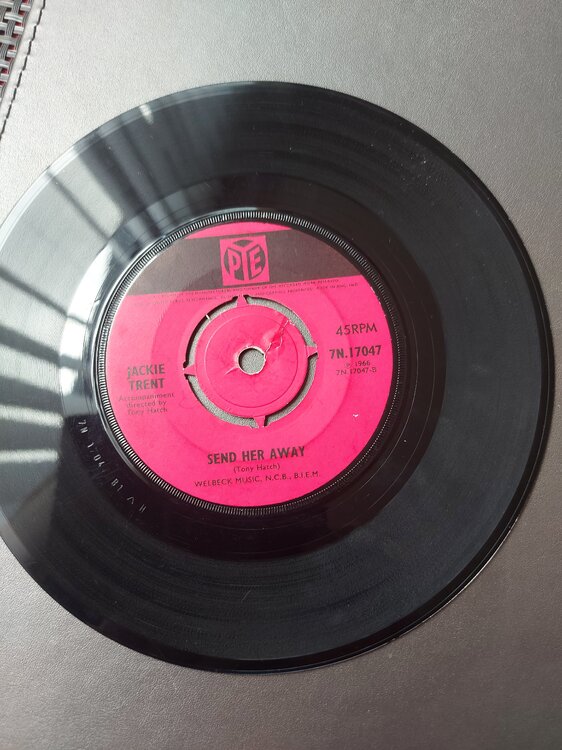 PYE
45RPM
7N.17047
℗ 1966
7N.17047-B
JACKIE
TRENT
Accompaniment
directed by
Tony Hatch
SEND HER AWAY
(Tony Hatch)
WELBECK MUSIC, N.C.B., B.I.E.M.